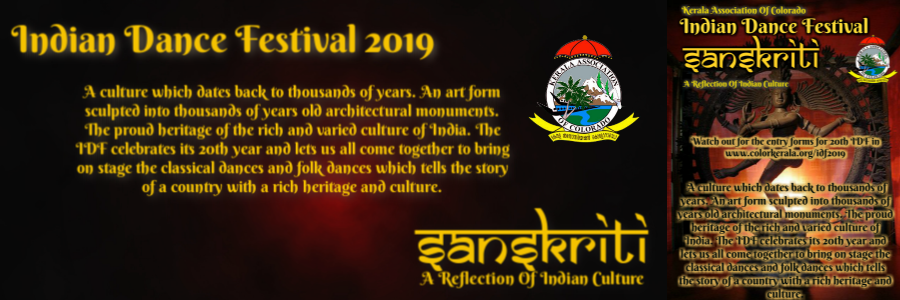 Indian Dance Festival 2019
A culture which dates back to thousands of years. An art form
sculpted into thousands of years old architectural monuments.
The proud heritage of the rich and varied culture of India. The
IDF celebrates its 20th year and lets us all come together to bring
on stage the classical dances and folk dances which tells the story
of a country with a rich heritage and culture.
KERALA ASSOCIATION
OF COLORADO
sanskriti
A Reflection Of Indian Culture
Kerala Association Of Colorado
Indian Dance Festival
sanskriti
A Reflection Of Indian Culture
Watch out for the entry forms for 20th IDF in
www.colorkerala.org/idf2019
A culture which dates back to thousands of
years. An art form sculpted into thousands of
years old architectural monuments. The proud
heritage of the rich and varied culture of
India. The IDF celebrates its 20th year and
lets us all come together to bring on stage the
classical dances and folk dances which tells
the story of a country with a rich heritage and
culture.